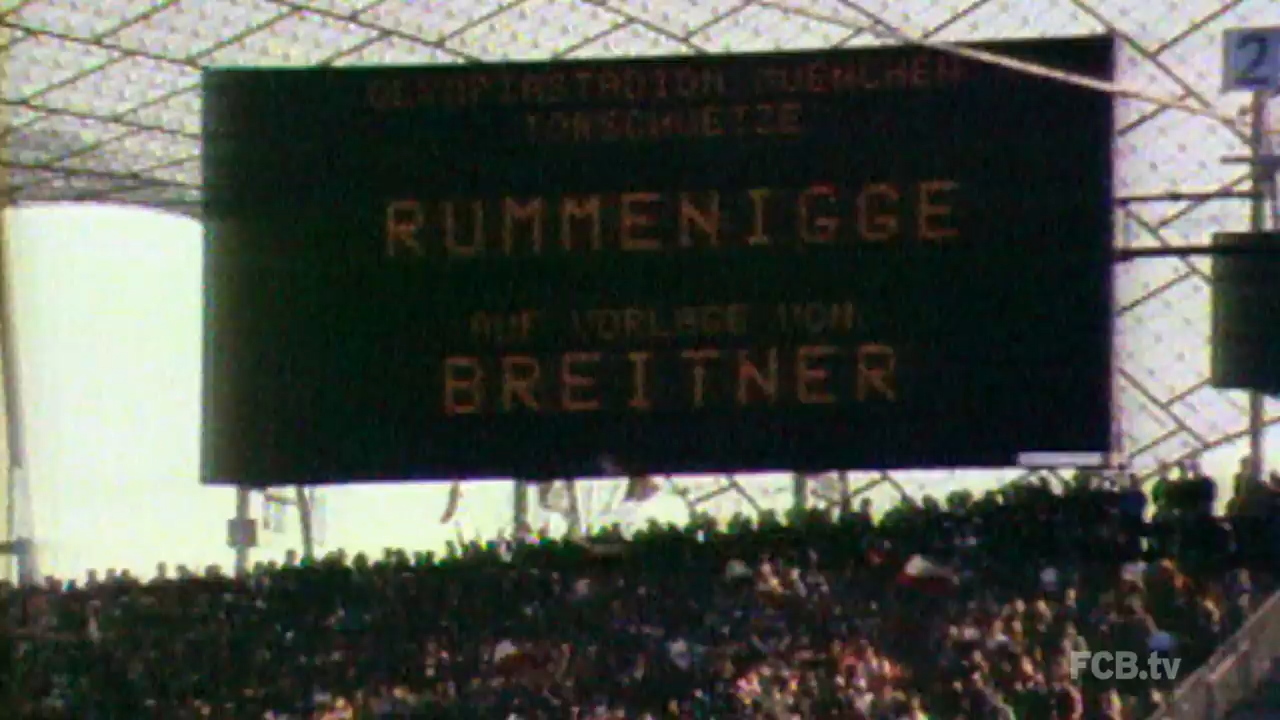 OLYMPIASTADION MUENCHEN
TORSCHUETZE
RUMMENIGGE
AUF VORLAGE VON
BREITNER
2
FCB.tv